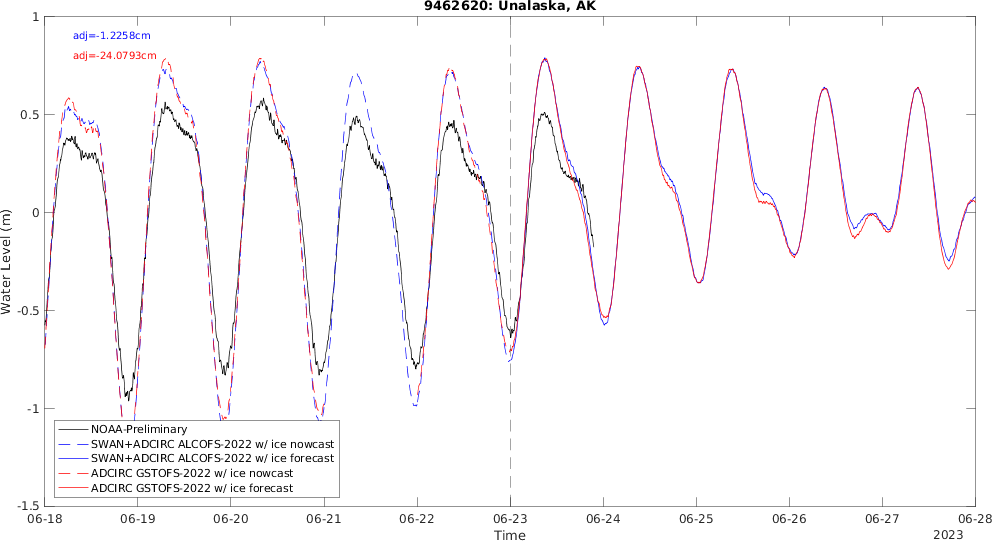 9462620: Unalaska, AK
adj=-1.2258cm
adj=-24.0793cm
1
0.5
0
-0.5
-1
-1.5
Water Level (m)
NOAA-Preliminary
SWAN+ADCIRC ALCOFS-2022 w/ ice nowcast
SWAN+ADCIRC ALCOFS-2022 w/ ice forecast
ADCIRC GSTOFS-2022 w/ ice nowcast
ADCIRC GSTOFS-2022 w/ ice forecast
06-18 06-19 06-20 06-21 06-22 06-23 06-24 06-25 06-26 06-27 06-28
Time
2023